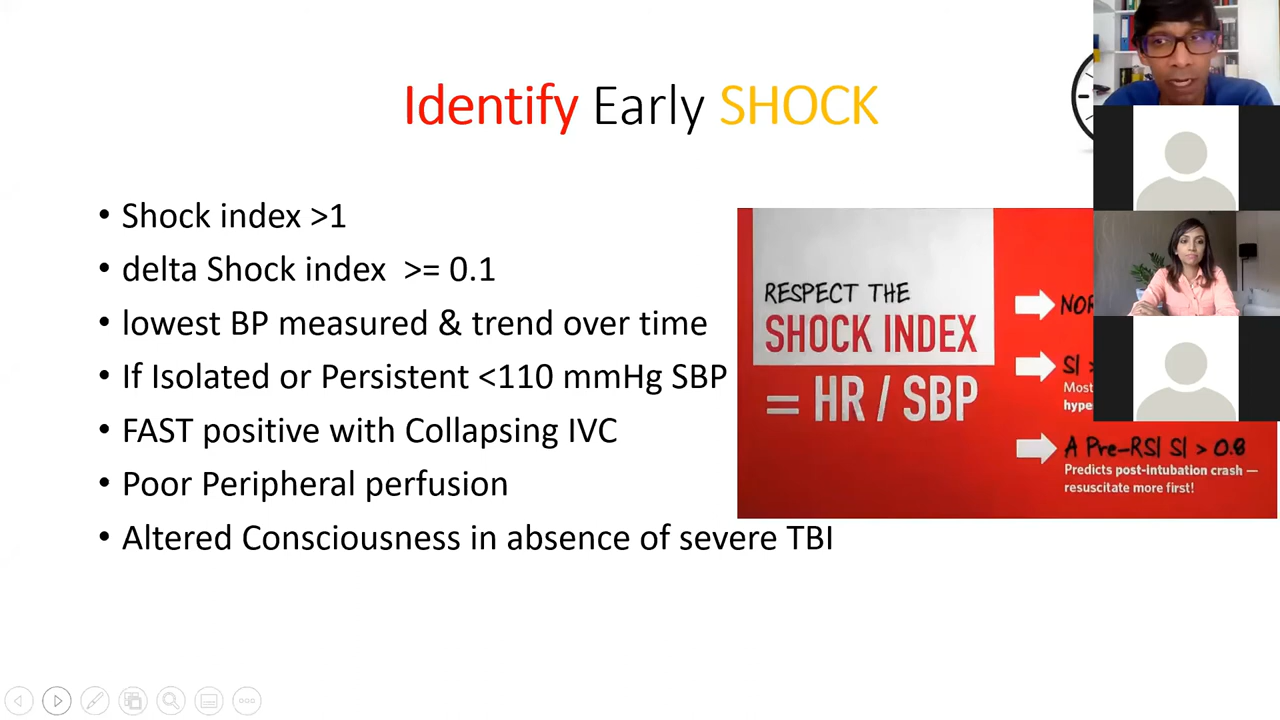 Identify Early SHOCK
• Shock index >1
• delta Shock index >= 0.1
• lowest BP measured & trend over time
• If Isolated or Persistent <110 mmHg SBP
• FAST positive with Collapsing IVC
• Poor Peripheral perfusion
• Altered Consciousness in absence of severe TBI
RESPECT THE
SHOCK INDEX
= HR / SBP
SI >
Most
hype
A Pre-RSI SI > 0.8
Predicts post-intubation crash —
resuscitate more first!